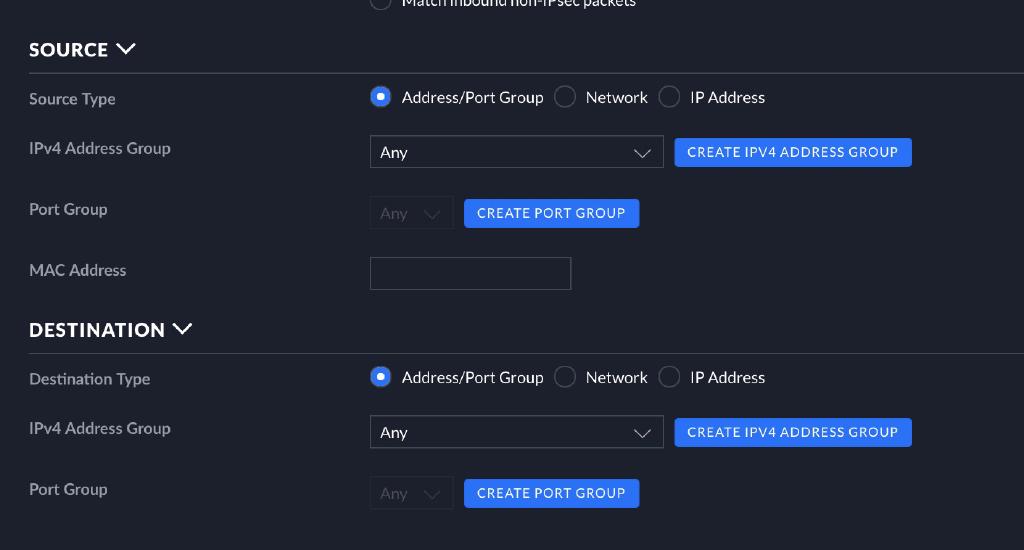 Match inbound non-IPsec packets
SOURCE
Source Type
Address/Port Group Network IP Address
IPv4 Address Group
Any
CREATE IPV4 ADDRESS GROUP
Port Group
Any
CREATE PORT GROUP
MAC Address
DESTINATION
Destination Type
Address/Port Group Network IP Address
IPv4 Address Group
Any
CREATE IPV4 ADDRESS GROUP
Port Group
Any
CREATE PORT GROUP